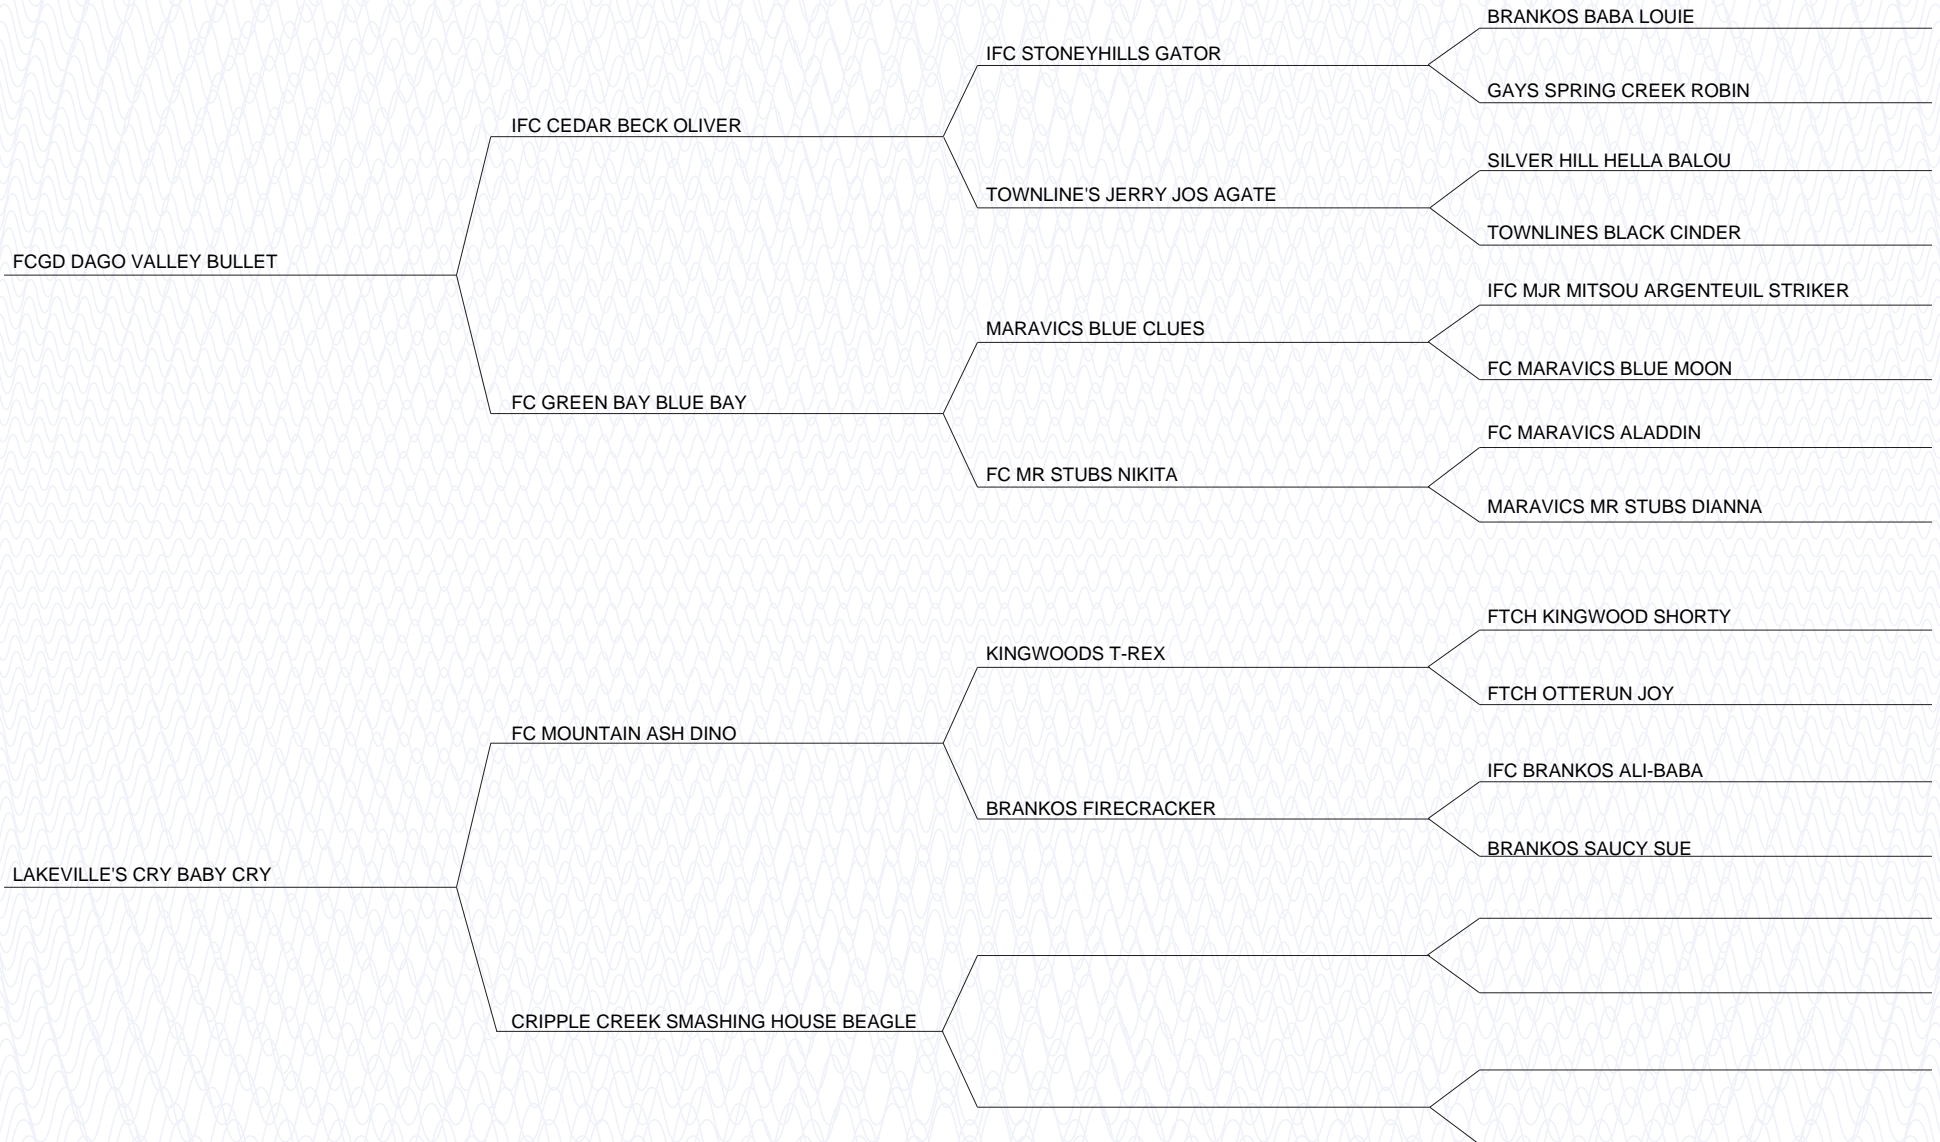 BRANKOS BABA LOUIE
IFC STONEYHILLS GATOR
GAYS SPRING CREEK ROBIN
IFC CEDAR BECK OLIVER
SILVER HILL HELLA BALOU
TOWNLINE'S JERRY JOS AGATE
TOWNLINES BLACK CINDER
FCGD DAGO VALLEY BULLET
IFC MJR MITSOU ARGENTEUIL STRIKER
MARAVICS BLUE CLUES
FC MARAVICS BLUE MOON
FC GREEN BAY BLUE BAY
FC MARAVICS ALADDIN
FC MR STUBS NIKITA
MARAVICS MR STUBS DIANNA
FTCH KINGWOOD SHORTY
KINGWOODS T-REX
FTCH OTTERUN JOY
FC MOUNTAIN ASH DINO
IFC BRANKOS ALI-BABA
BRANKOS FIRECRACKER
BRANKOS SAUCY SUE
LAKEVILLE'S CRY BABY CRY
CRIPPLE CREEK SMASHING HOUSE BEAGLE